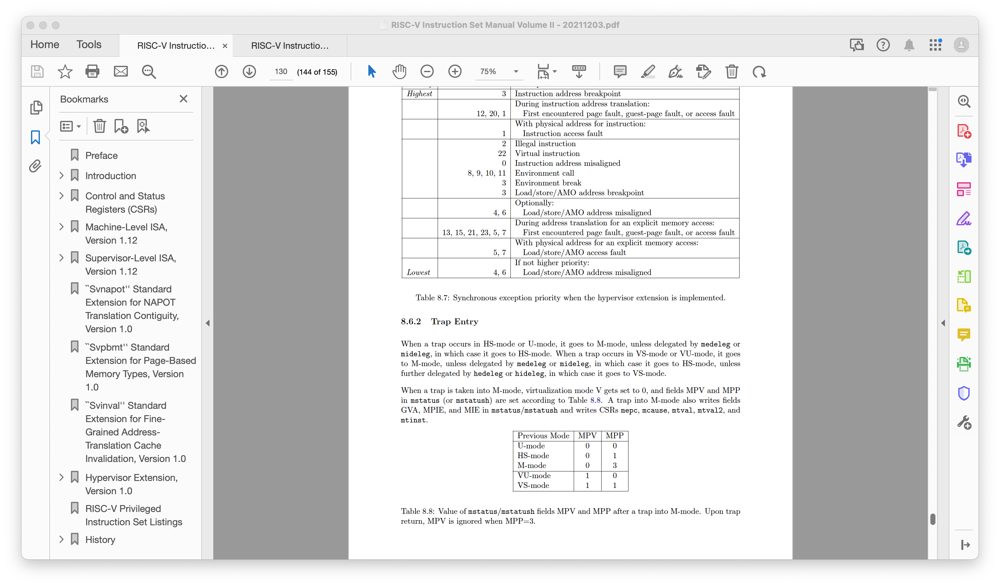 RISC-V Instruction Set Manual Volume II - 20211203.pdf
Home
Tools
RISC-V Instructio...
RISC-V Instructio...
130
(144 of 155)
75%
Bookmarks
Preface
Introduction
Control and Status
Registers (CSRs)
Machine-Level ISA,
Version 1.12
Supervisor-Level ISA,
Version 1.12
``Svnapot'' Standard
Extension for NAPOT
Translation Contiguity,
Version 1.0
``Svpbmt'' Standard
Extension for Page-Based
Memory Types, Version
1.0
``Svinval'' Standard
Extension for Fine-
Grained Address-
Translation Cache
Invalidation, Version 1.0
Hypervisor Extension,
Version 1.0
RISC-V Privileged
Instruction Set Listings
History
Highest 3 Instruction address breakpoint
During instruction address translation:
12, 20, 1 First encountered page fault, guest-page fault, or access fault
With physical address for instruction:
1 Instruction access fault
2 Illegal instruction
22 Virtual instruction
0 Instruction address misaligned
8, 9, 10, 11 Environment call
3 Environment break
3 Load/store/AMO address breakpoint
Optionally:
4, 6 Load/store/AMO address misaligned
During address translation for an explicit memory access:
13, 15, 21, 23, 5, 7 First encountered page fault, guest-page fault, or access fault
With physical address for an explicit memory access:
5, 7 Load/store/AMO access fault
If not higher priority:
Lowest 4, 6 Load/store/AMO address misaligned
Table 8.7: Synchronous exception priority when the hypervisor extension is implemented.
8.6.2 Trap Entry
When a trap occurs in HS-mode or U-mode, it goes to M-mode, unless delegated by medeleg or
mideleg, in which case it goes to HS-mode. When a trap occurs in VS-mode or VU-mode, it goes
to M-mode, unless delegated by medeleg or mideleg, in which case it goes to HS-mode, unless
further delegated by hedeleg or hideleg, in which case it goes to VS-mode.
When a trap is taken into M-mode, virtualization mode V gets set to 0, and fields MPV and MPP
in mstatus (or mstatush) are set according to Table 8.8. A trap into M-mode also writes fields
GVA, MPIE, and MIE in mstatus/mstatush and writes CSRs mepc, mcause, mtval, mtval2, and
mtinst.
Previous Mode MPV MPP
U-mode 0 0
HS-mode 0 1
M-mode 0 3
VU-mode 1 0
VS-mode 1 1
Table 8.8: Value of mstatus/mstatush fields MPV and MPP after a trap into M-mode. Upon trap
return, MPV is ignored when MPP=3.